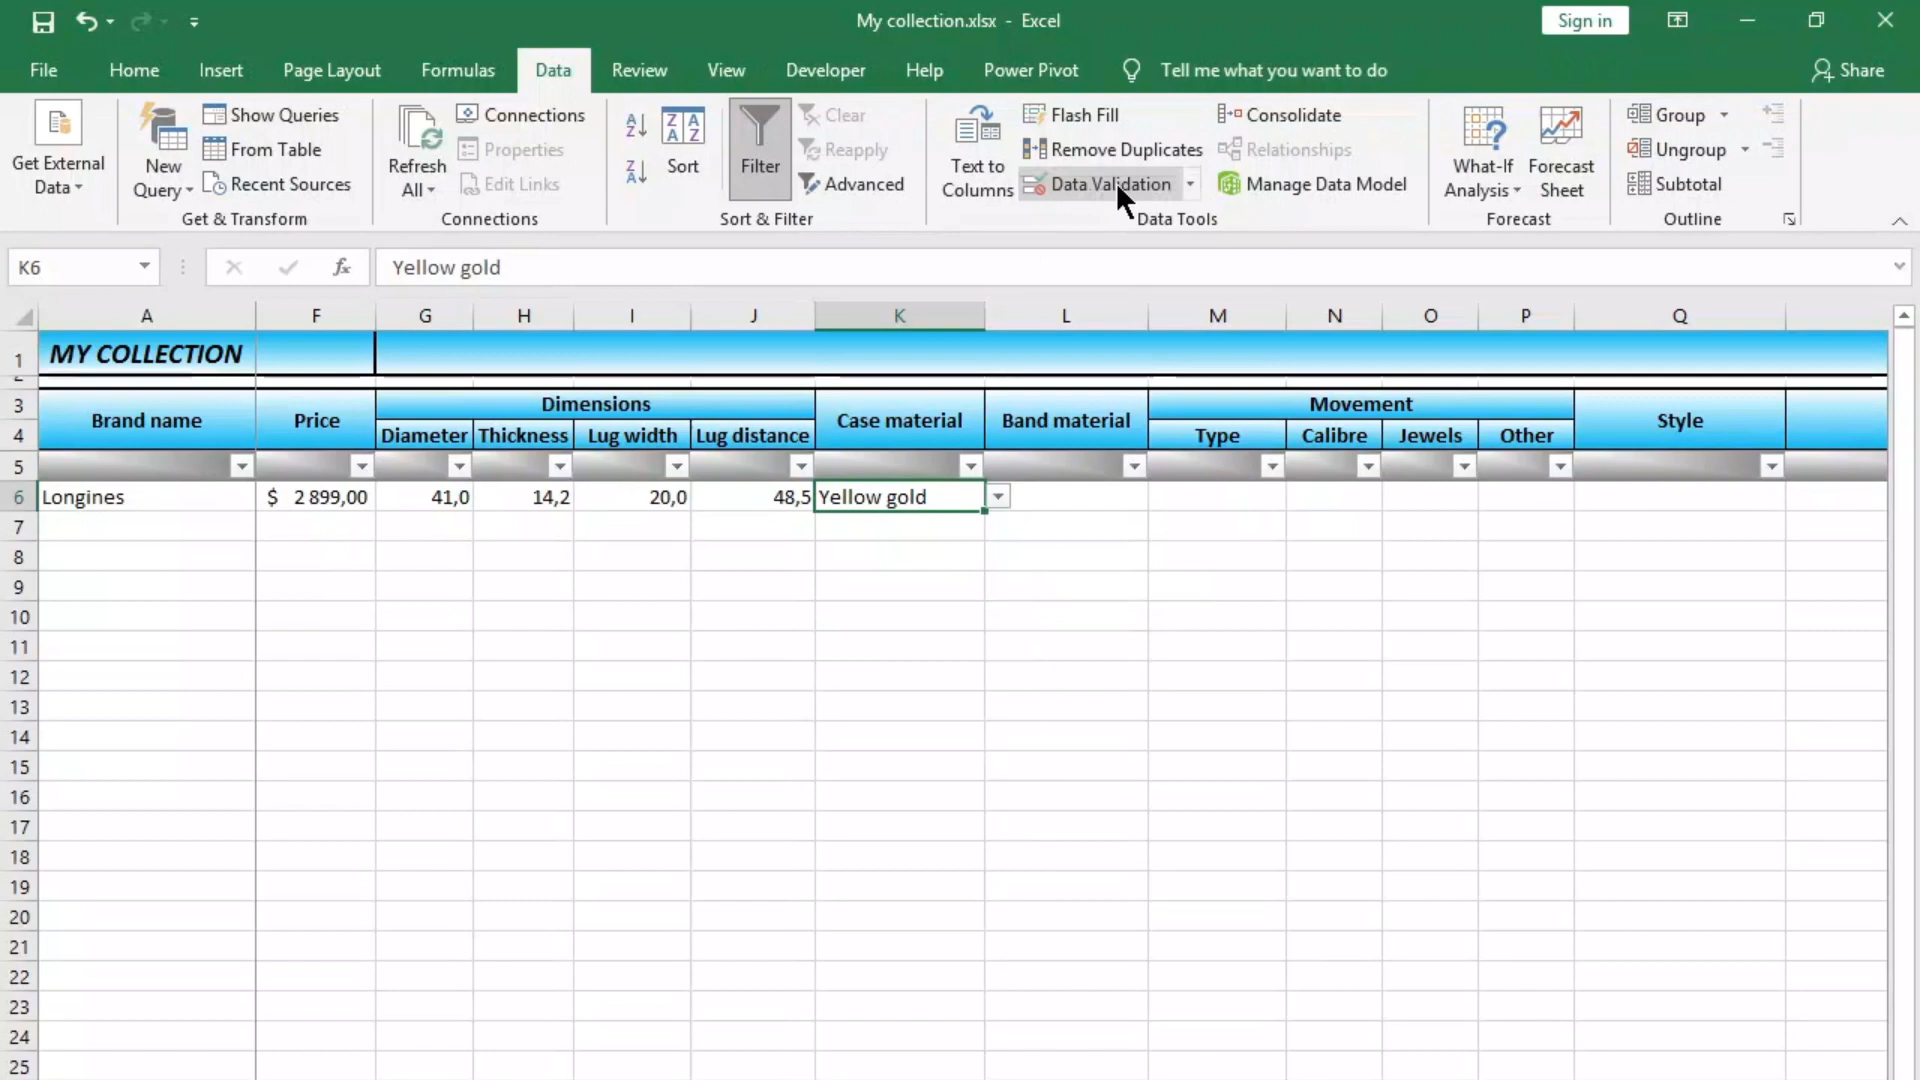 My collection.xlsx - Excel
Sign in
File Home Insert Page Layout Formulas Data Review View Developer Help Power Pivot Tell me what you want to do Share
Get External Data
New Query
Show Queries
From Table
Recent Sources
Get & Transform
Refresh All
Connections
Properties
Edit Links
Connections
Sort
Filter
Clear
Reapply
Advanced
Sort & Filter
Text to Columns
Flash Fill
Remove Duplicates
Data Validation
Consolidate
Relationships
Manage Data Model
Data Tools
What-If Analysis
Forecast Sheet
Forecast
Group
Ungroup
Subtotal
Outline
K6 fx Yellow gold
A F G H I J K L M N O P Q
1 MY COLLECTION
2
3 Brand name Price Dimensions Case material Band material Movement Style
4 Diameter Thickness Lug width Lug distance Type Calibre Jewels Other
5
6 Longines $ 2 899,00 41,0 14,2 20,0 48,5 Yellow gold
7
8
9
10
11
12
13
14
15
16
17
18
19
20
21
22
23
24
25